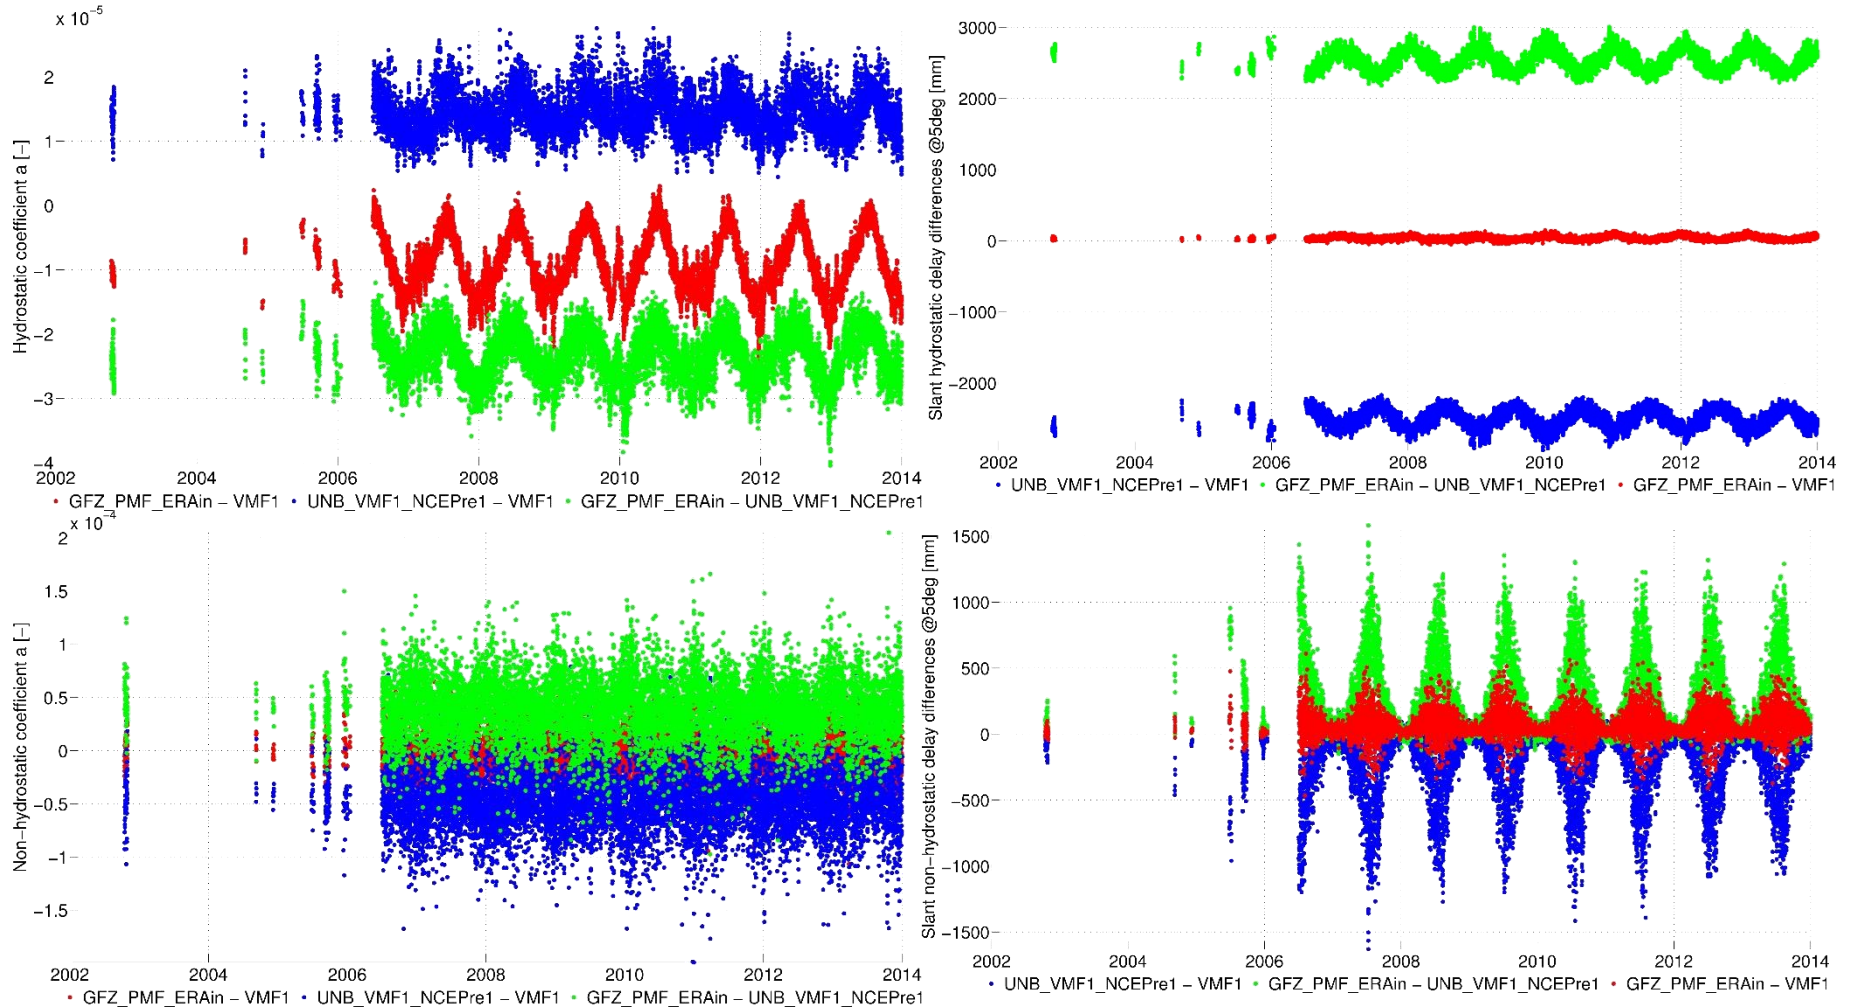 x 10⁻⁵
2
1
0
−1
−2
−3
−4
Hydrostatic coefficient a [−]
2002 2004 2006 2008 2010 2012 2014
GFZ_PMF_ERAin − VMF1 UNB_VMF1_NCEPre1 − VMF1 GFZ_PMF_ERAin − UNB_VMF1_NCEPre1
3000
2000
1000
0
−1000
−2000
Slant hydrostatic delay differences @5deg [mm]
2002 2004 2006 2008 2010 2012 2014
UNB_VMF1_NCEPre1 − VMF1 GFZ_PMF_ERAin − UNB_VMF1_NCEPre1 GFZ_PMF_ERAin − VMF1
x 10⁻⁴
2
1.5
1
0.5
0
−0.5
−1
−1.5
Non−hydrostatic coefficient a [−]
2002 2004 2006 2008 2010 2012 2014
GFZ_PMF_ERAin − VMF1 UNB_VMF1_NCEPre1 − VMF1 GFZ_PMF_ERAin − UNB_VMF1_NCEPre1
1500
1000
500
0
−500
−1000
−1500
Slant non−hydrostatic delay differences @5deg [mm]
2002 2004 2006 2008 2010 2012 2014
UNB_VMF1_NCEPre1 − VMF1 GFZ_PMF_ERAin − UNB_VMF1_NCEPre1 GFZ_PMF_ERAin − VMF1